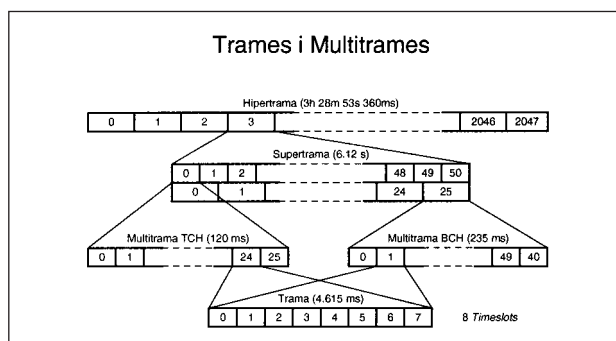 Trames i Multitrames
Hipertrama (3h 28m 53s 360ms)
0 1 2 3 2046 2047
Supertrama (6.12 s)
0 1 2 48 49 50
0 1 24 25
Multitrama TCH (120 ms) Multitrama BCH (235 ms)
0 1 24 25 0 1 49 40
Trama (4.615 ms)
0 1 2 3 4 5 6 7 8 Timeslots